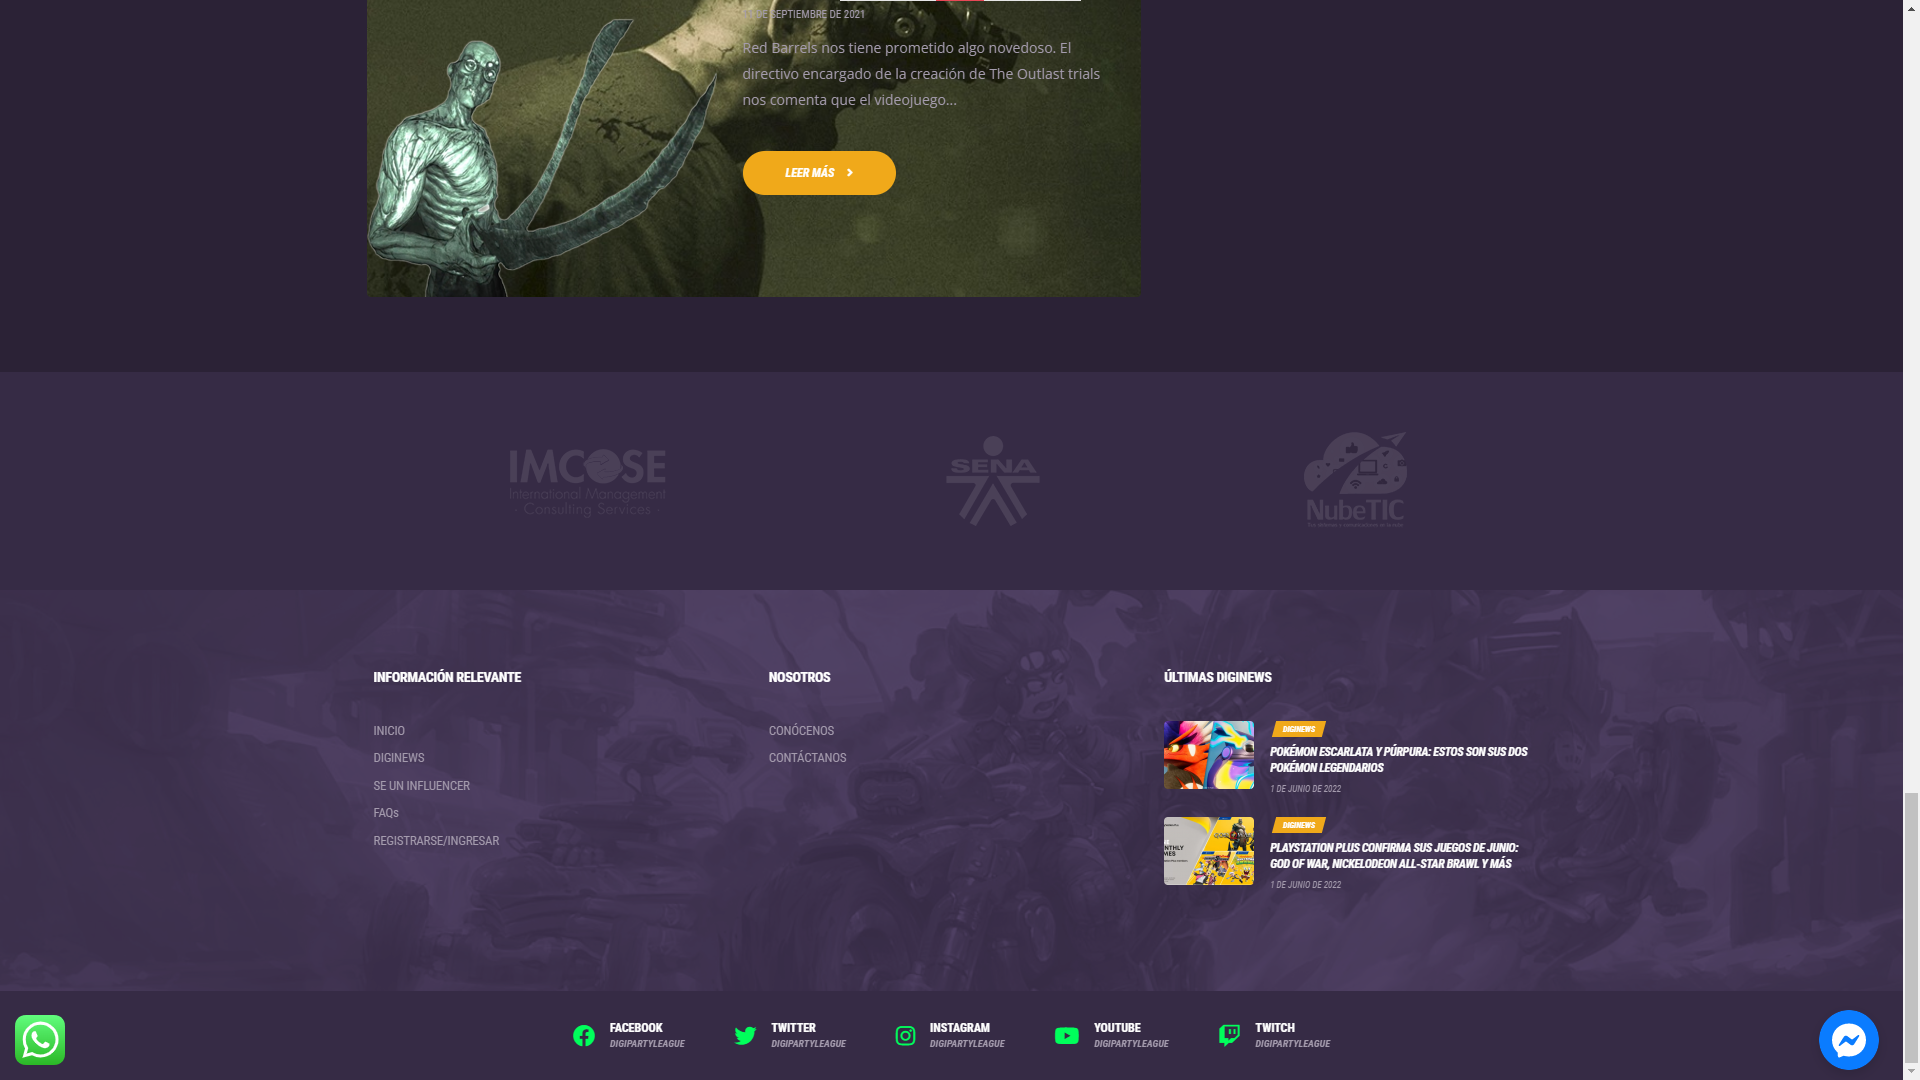 DE SEPTIEMBRE DE 2021
Red Barrels nos tiene prometido algo novedoso. El
directivo encargado de la creación de The Outlast trials
nos comenta que el videojuego...
LEER MÁS
IMCOSE
International Management
- Consulting Services -
SENA
NubeTIC
INFORMACIÓN RELEVANTE
INICIO
DIGINEWS
SE UN INFLUENCER
FAQs
REGISTRARSE/INGRESAR
NOSOTROS
CONÓCENOS
CONTÁCTANOS
ÚLTIMAS DIGINEWS
DIGINEWS
POKÉMON ESCARLATA Y PÚRPURA: ESTOS SON SUS DOS
POKÉMON LEGENDARIOS
1 DE JUNIO DE 2022
DIGINEWS
PLAYSTATION PLUS CONFIRMA SUS JUEGOS DE JUNIO:
GOD OF WAR, NICKELODEON ALL-STAR BRAWL Y MÁS
1 DE JUNIO DE 2022
FACEBOOK
DIGIPARTYLEAGUE
TWITTER
DIGIPARTYLEAGUE
INSTAGRAM
DIGIPARTYLEAGUE
YOUTUBE
DIGIPARTYLEAGUE
TWITCH
DIGIPARTYLEAGUE